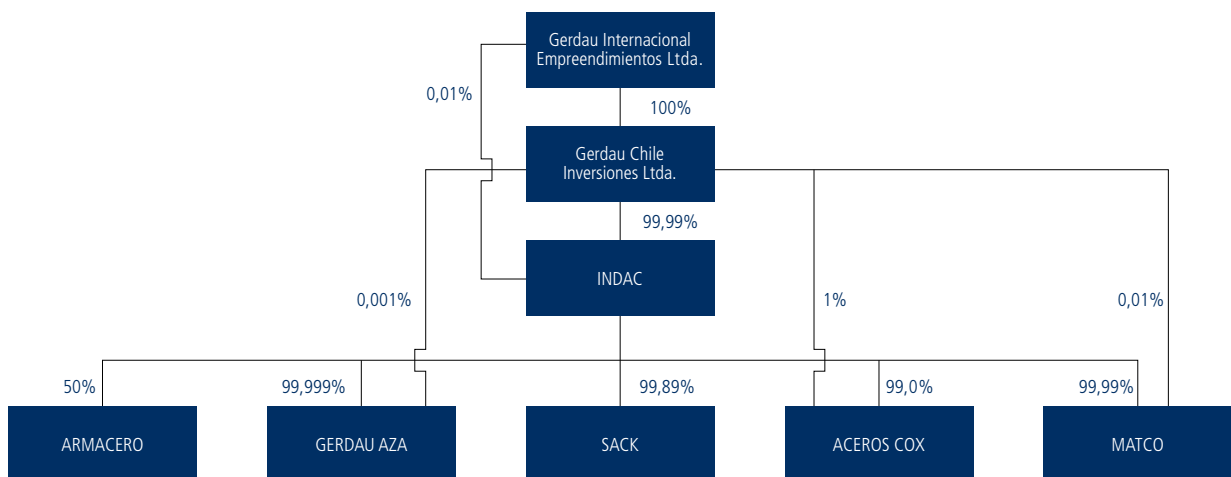 Gerdau Internacional
Empreendimientos Ltda.
0,01%
100%
Gerdau Chile
Inversiones Ltda.
99,99%
INDAC
0,001%
1%
0,01%
50%
99,999%
99,89%
99,0%
99,99%
ARMACERO
GERDAU AZA
SACK
ACEROS COX
MATCO